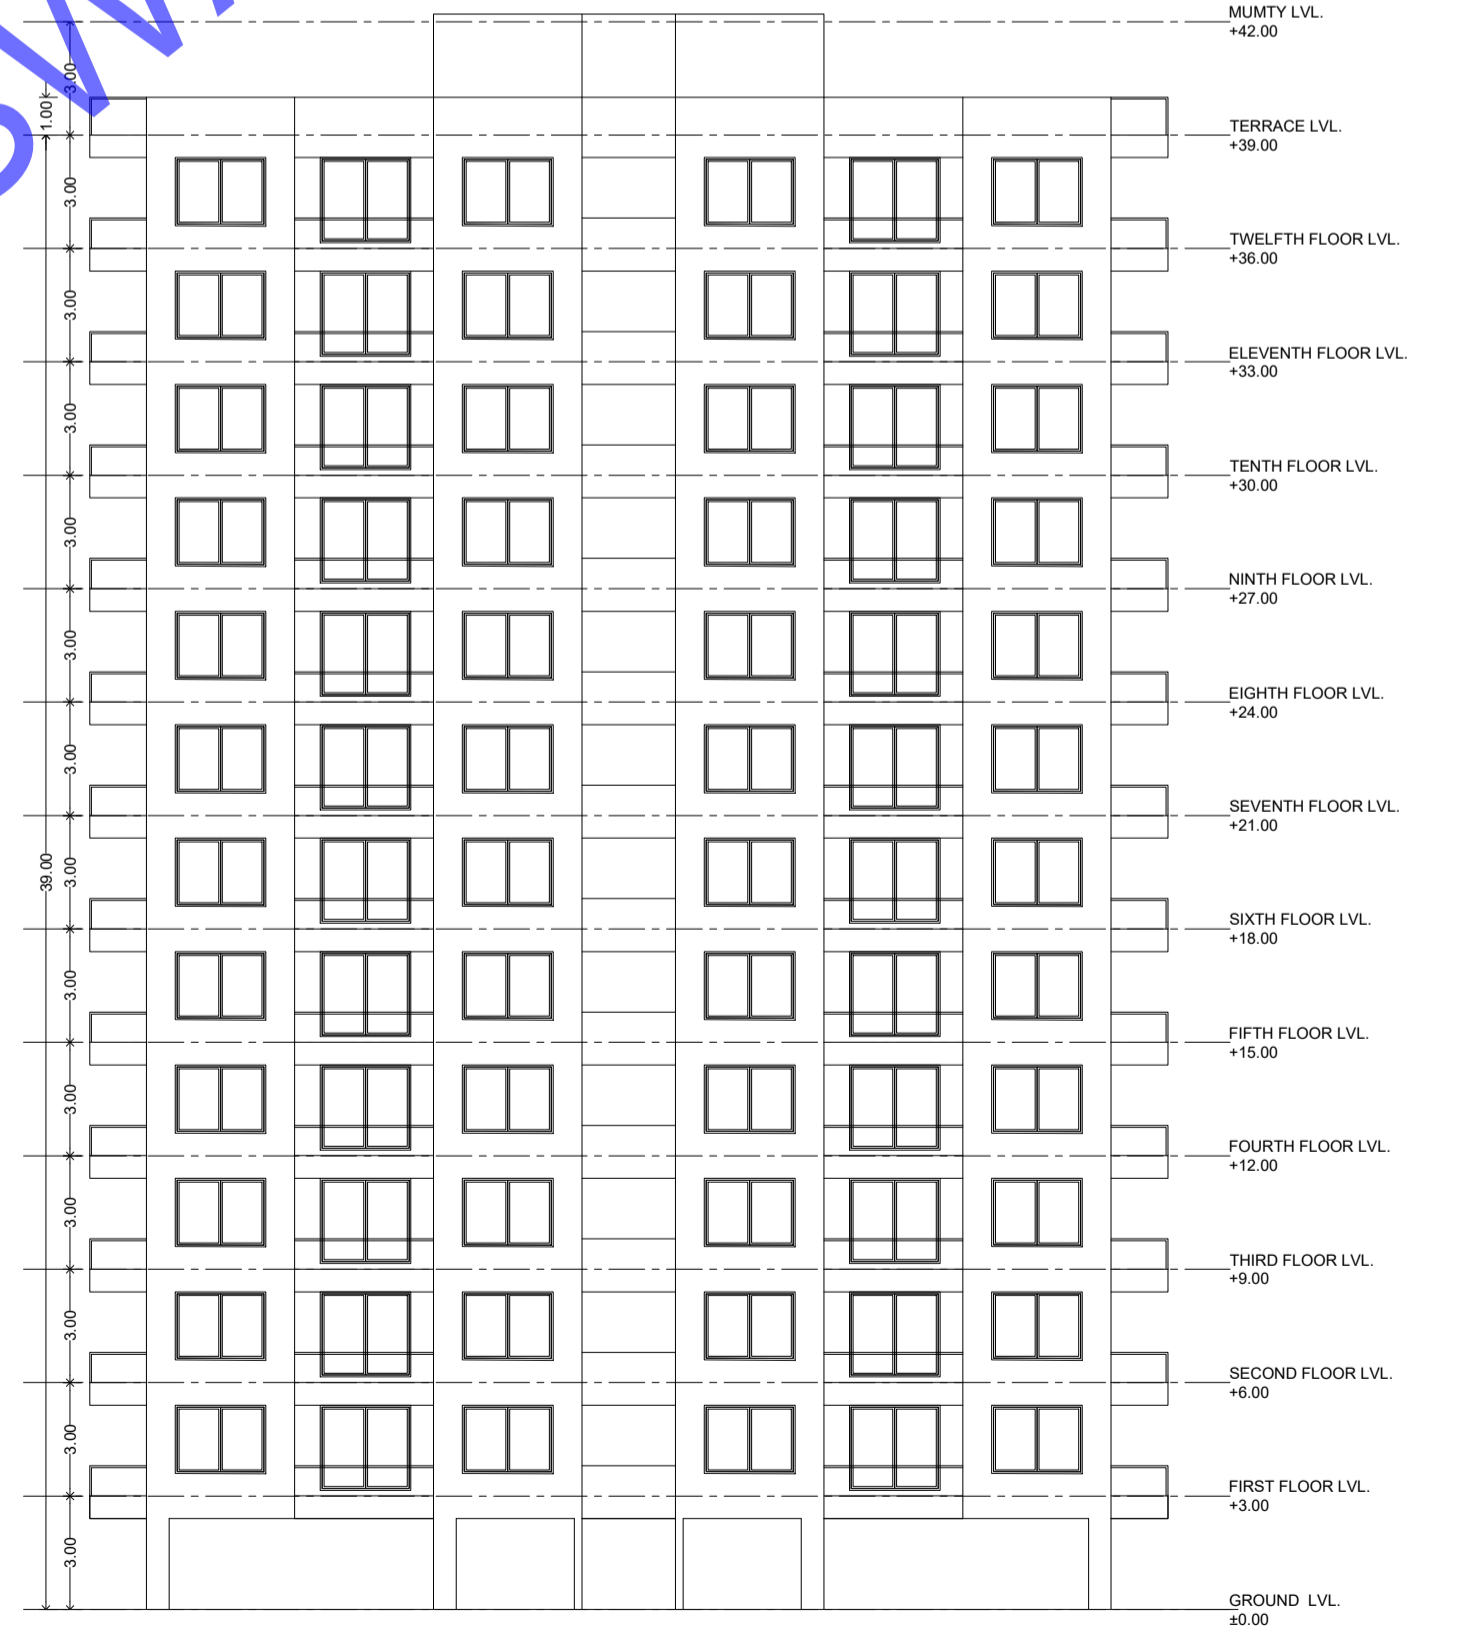 MUMTY LVL.
+42.00
3.00
1.00
TERRACE LVL.
+39.00
3.00
TWELFTH FLOOR LVL.
+36.00
3.00
ELEVENTH FLOOR LVL.
+33.00
3.00
TENTH FLOOR LVL.
+30.00
3.00
NINTH FLOOR LVL.
+27.00
3.00
EIGHTH FLOOR LVL.
+24.00
3.00
SEVENTH FLOOR LVL.
+21.00
39.00
3.00
SIXTH FLOOR LVL.
+18.00
3.00
FIFTH FLOOR LVL.
+15.00
3.00
FOURTH FLOOR LVL.
+12.00
3.00
THIRD FLOOR LVL.
+9.00
3.00
SECOND FLOOR LVL.
+6.00
3.00
FIRST FLOOR LVL.
+3.00
3.00
GROUND LVL.
±0.00